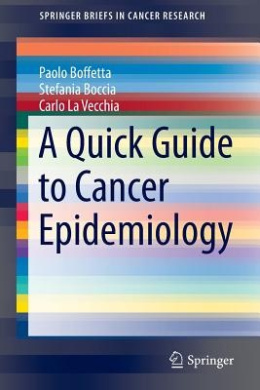 SPRINGER BRIEFS IN CANCER RESEARCH
Paolo Boffetta
Stefania Boccia
Carlo La Vecchia
A Quick Guide
to Cancer
Epidemiology
Springer